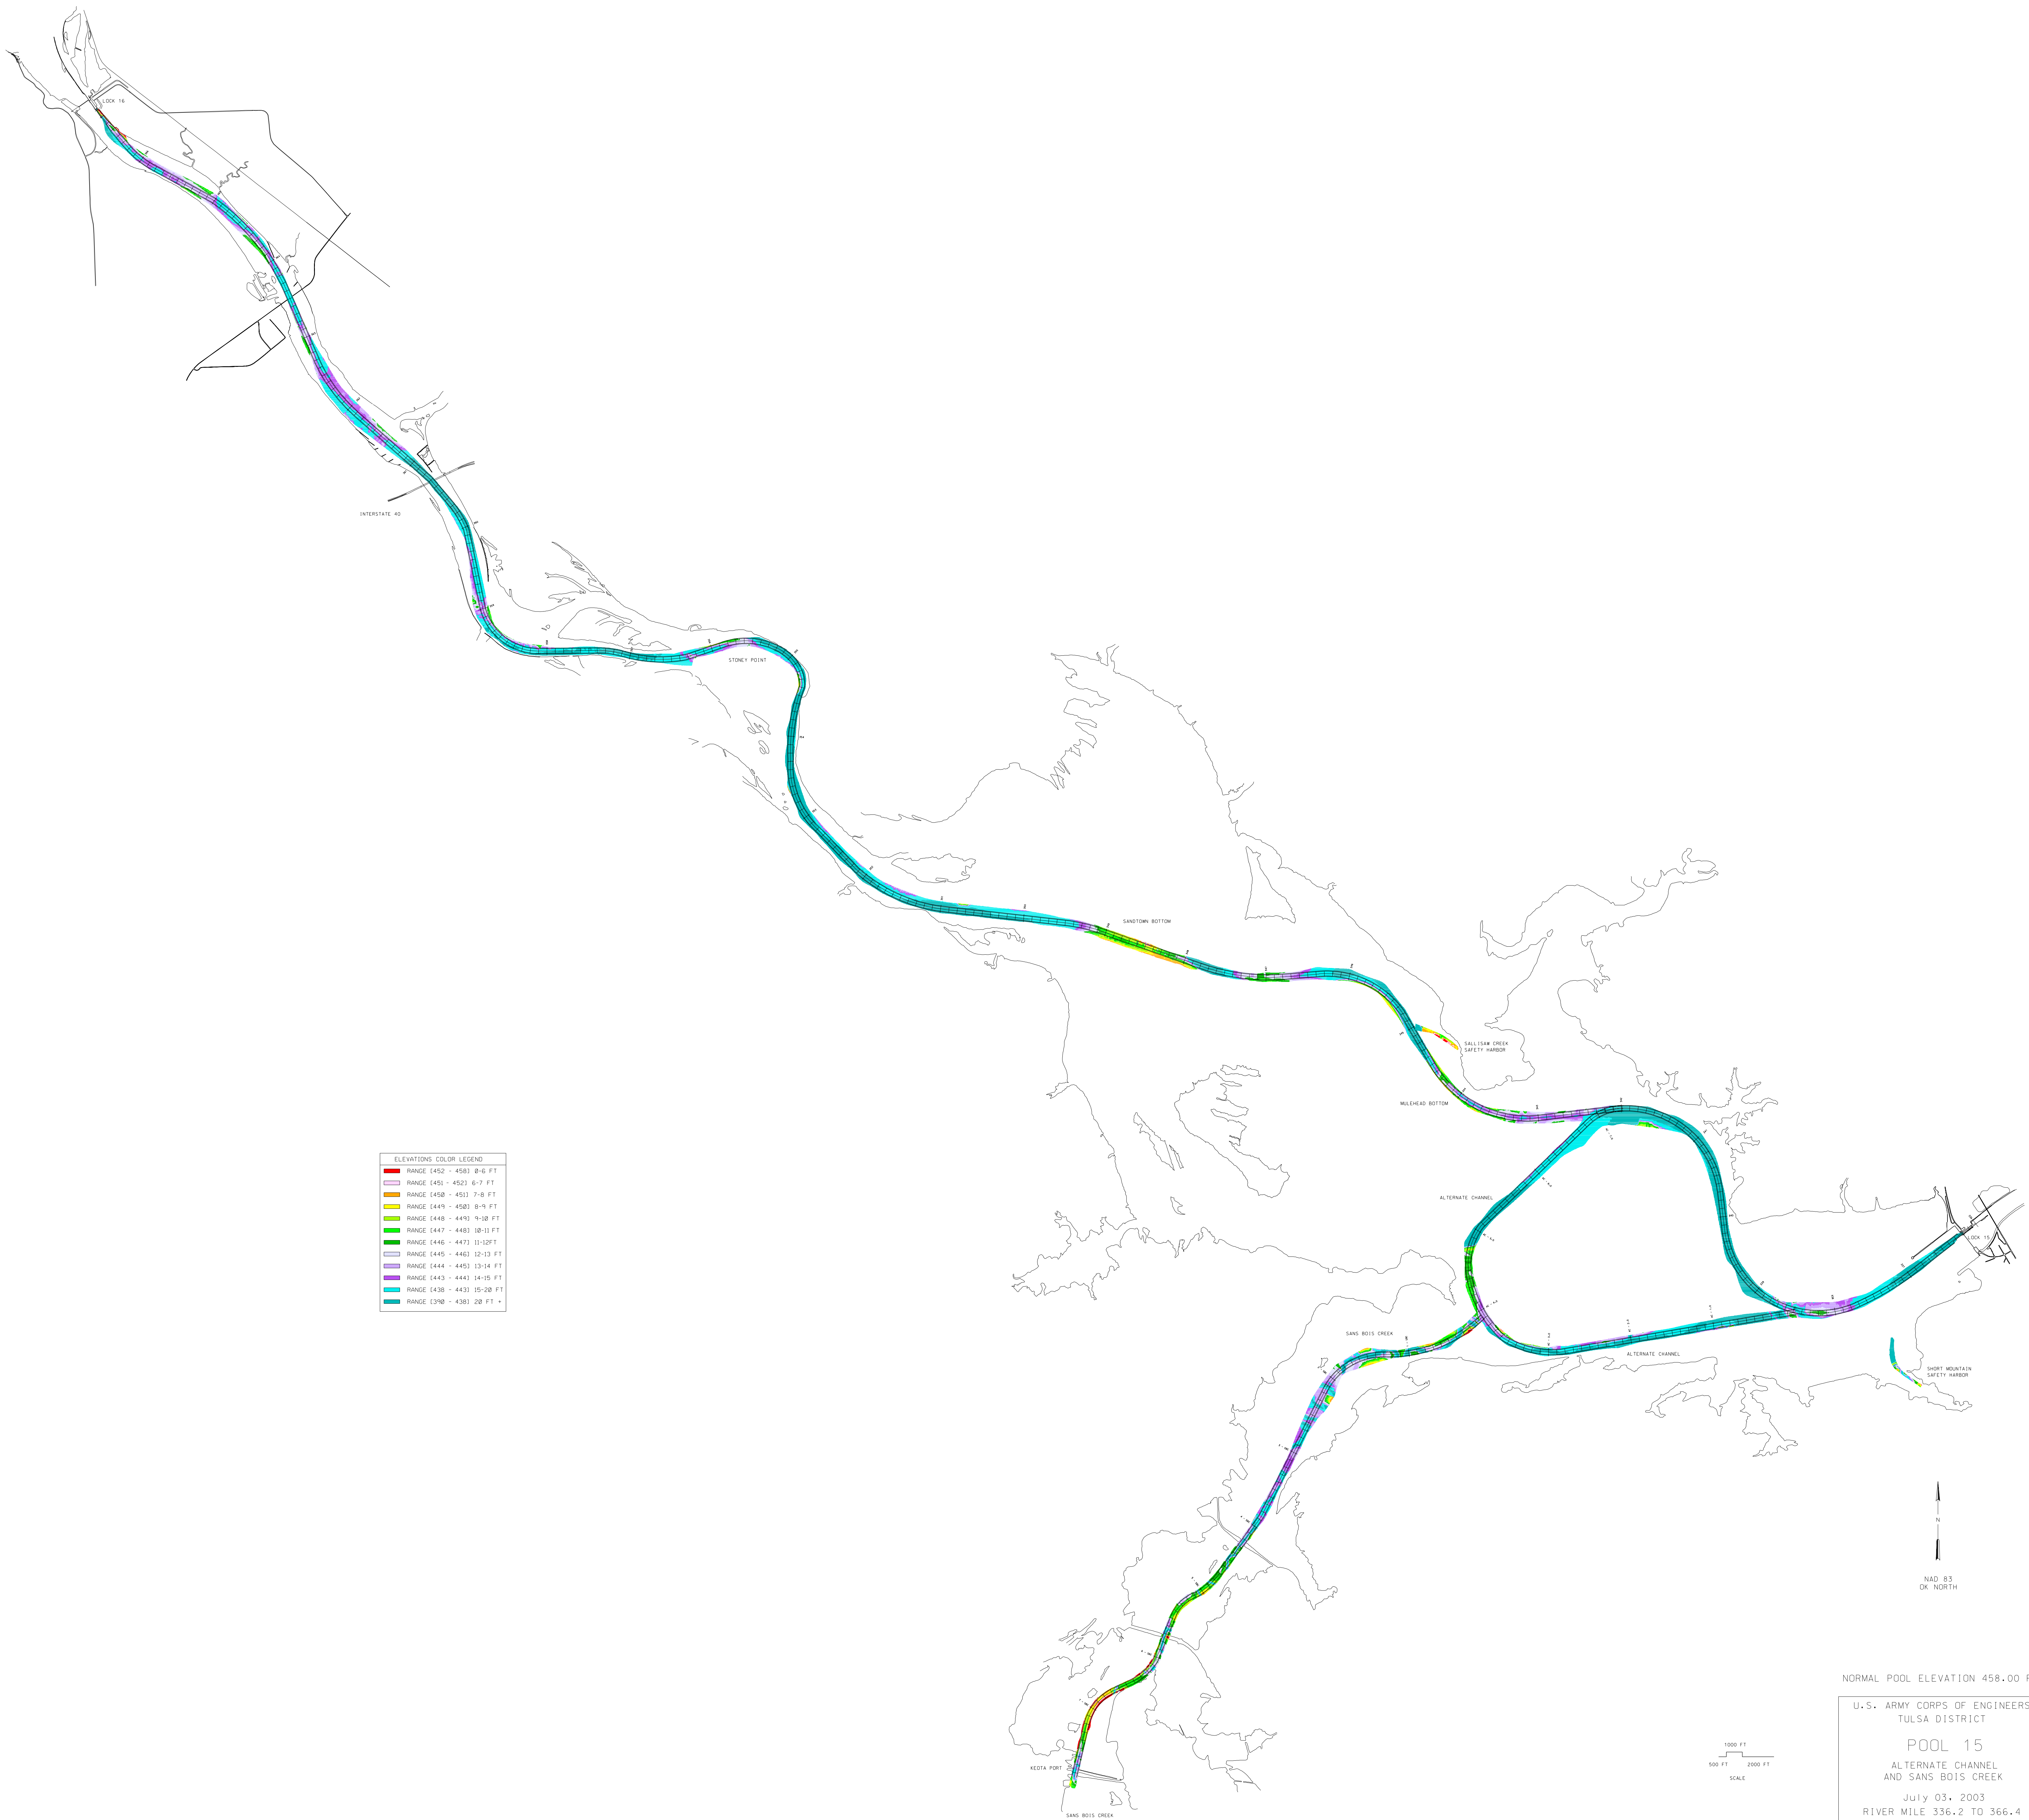 LOCK 16
INTERSTATE 40
STONEY POINT
SANDTOWN BOTTOM
SALLISAW CREEK
SAFETY HARBOR
MULEHEAD BOTTOM
ELEVATIONS COLOR LEGEND
RANGE [452 - 458] 0-6 FT
RANGE [451 - 452] 6-7 FT
RANGE [450 - 451] 7-8 FT
RANGE [449 - 450] 8-9 FT
RANGE [448 - 449] 9-10 FT
RANGE [447 - 448] 10-11 FT
RANGE [446 - 447] 11-12FT
RANGE [445 - 446] 12-13 FT
RANGE [444 - 445] 13-14 FT
RANGE [443 - 444] 14-15 FT
RANGE [438 - 443] 15-20 FT
RANGE [390 - 438] 20 FT +
ALTERNATE CHANNEL
LOCK 15
SANS BOIS CREEK
ALTERNATE CHANNEL
SHORT MOUNTAIN
SAFETY HARBOR
N
NAD 83
OK NORTH
KEOTA PORT
SANS BOIS CREEK
1000 FT
500 FT 2000 FT
SCALE
NORMAL POOL ELEVATION 458.00 F
U.S. ARMY CORPS OF ENGINEERS
TULSA DISTRICT
POOL 15
ALTERNATE CHANNEL
AND SANS BOIS CREEK
July 03, 2003
RIVER MILE 336.2 TO 366.4